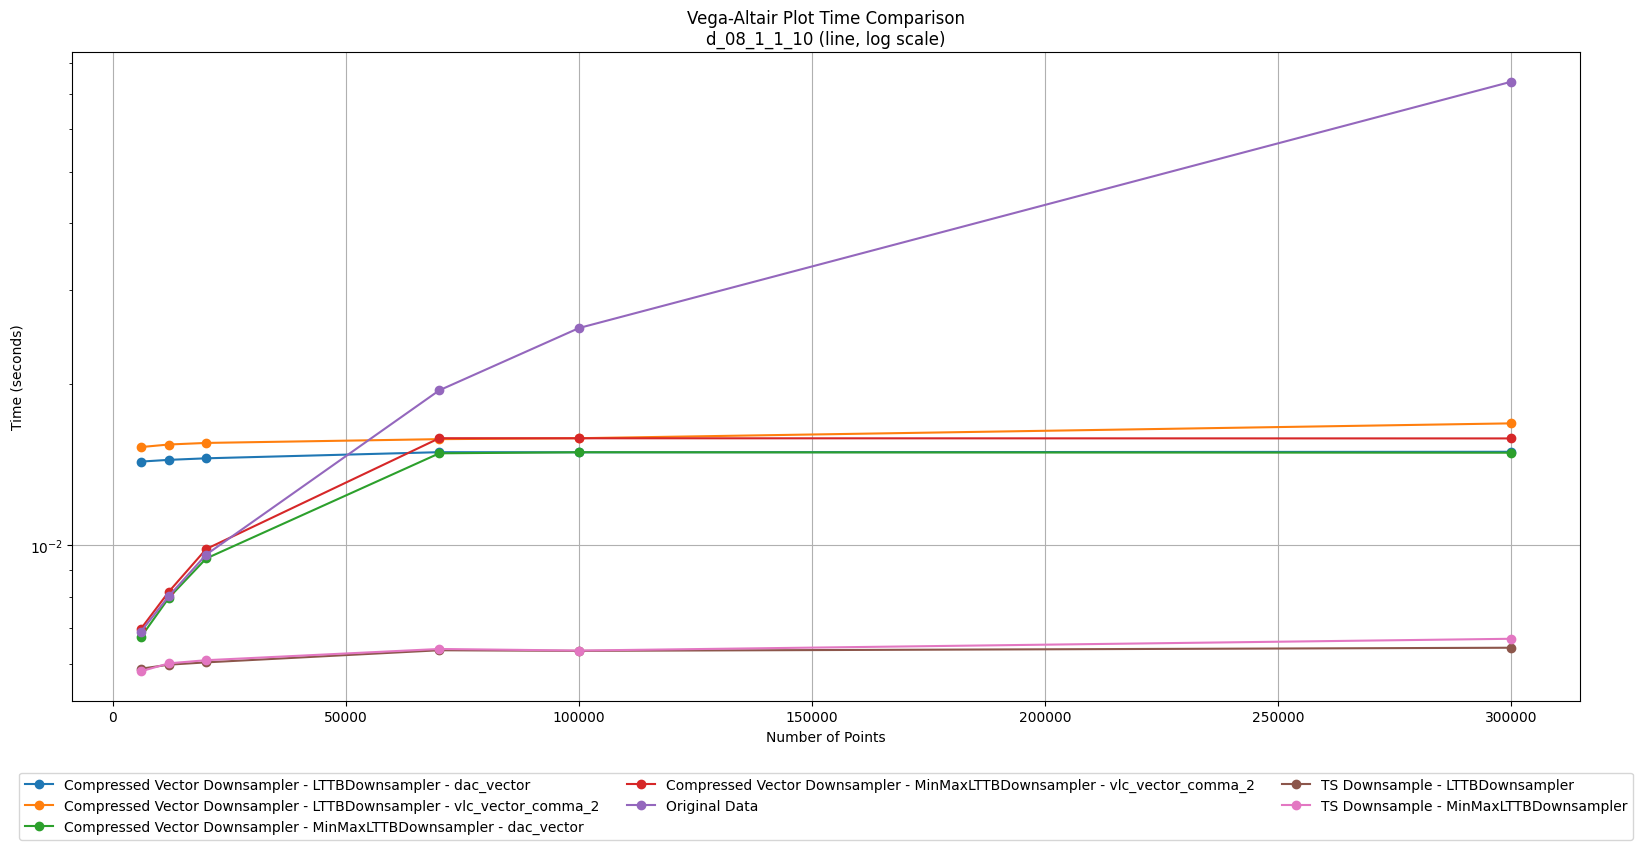 Vega-Altair Plot Time Comparison
d_08_1_1_10 (line, log scale)
Time (seconds)
10⁻²
0 50000 100000 150000 200000 250000 300000
Number of Points
Compressed Vector Downsampler - LTTBDownsampler - dac_vector
Compressed Vector Downsampler - LTTBDownsampler - vlc_vector_comma_2
Compressed Vector Downsampler - MinMaxLTTBDownsampler - dac_vector
Compressed Vector Downsampler - MinMaxLTTBDownsampler - vlc_vector_comma_2
Original Data
TS Downsample - LTTBDownsampler
TS Downsample - MinMaxLTTBDownsampler